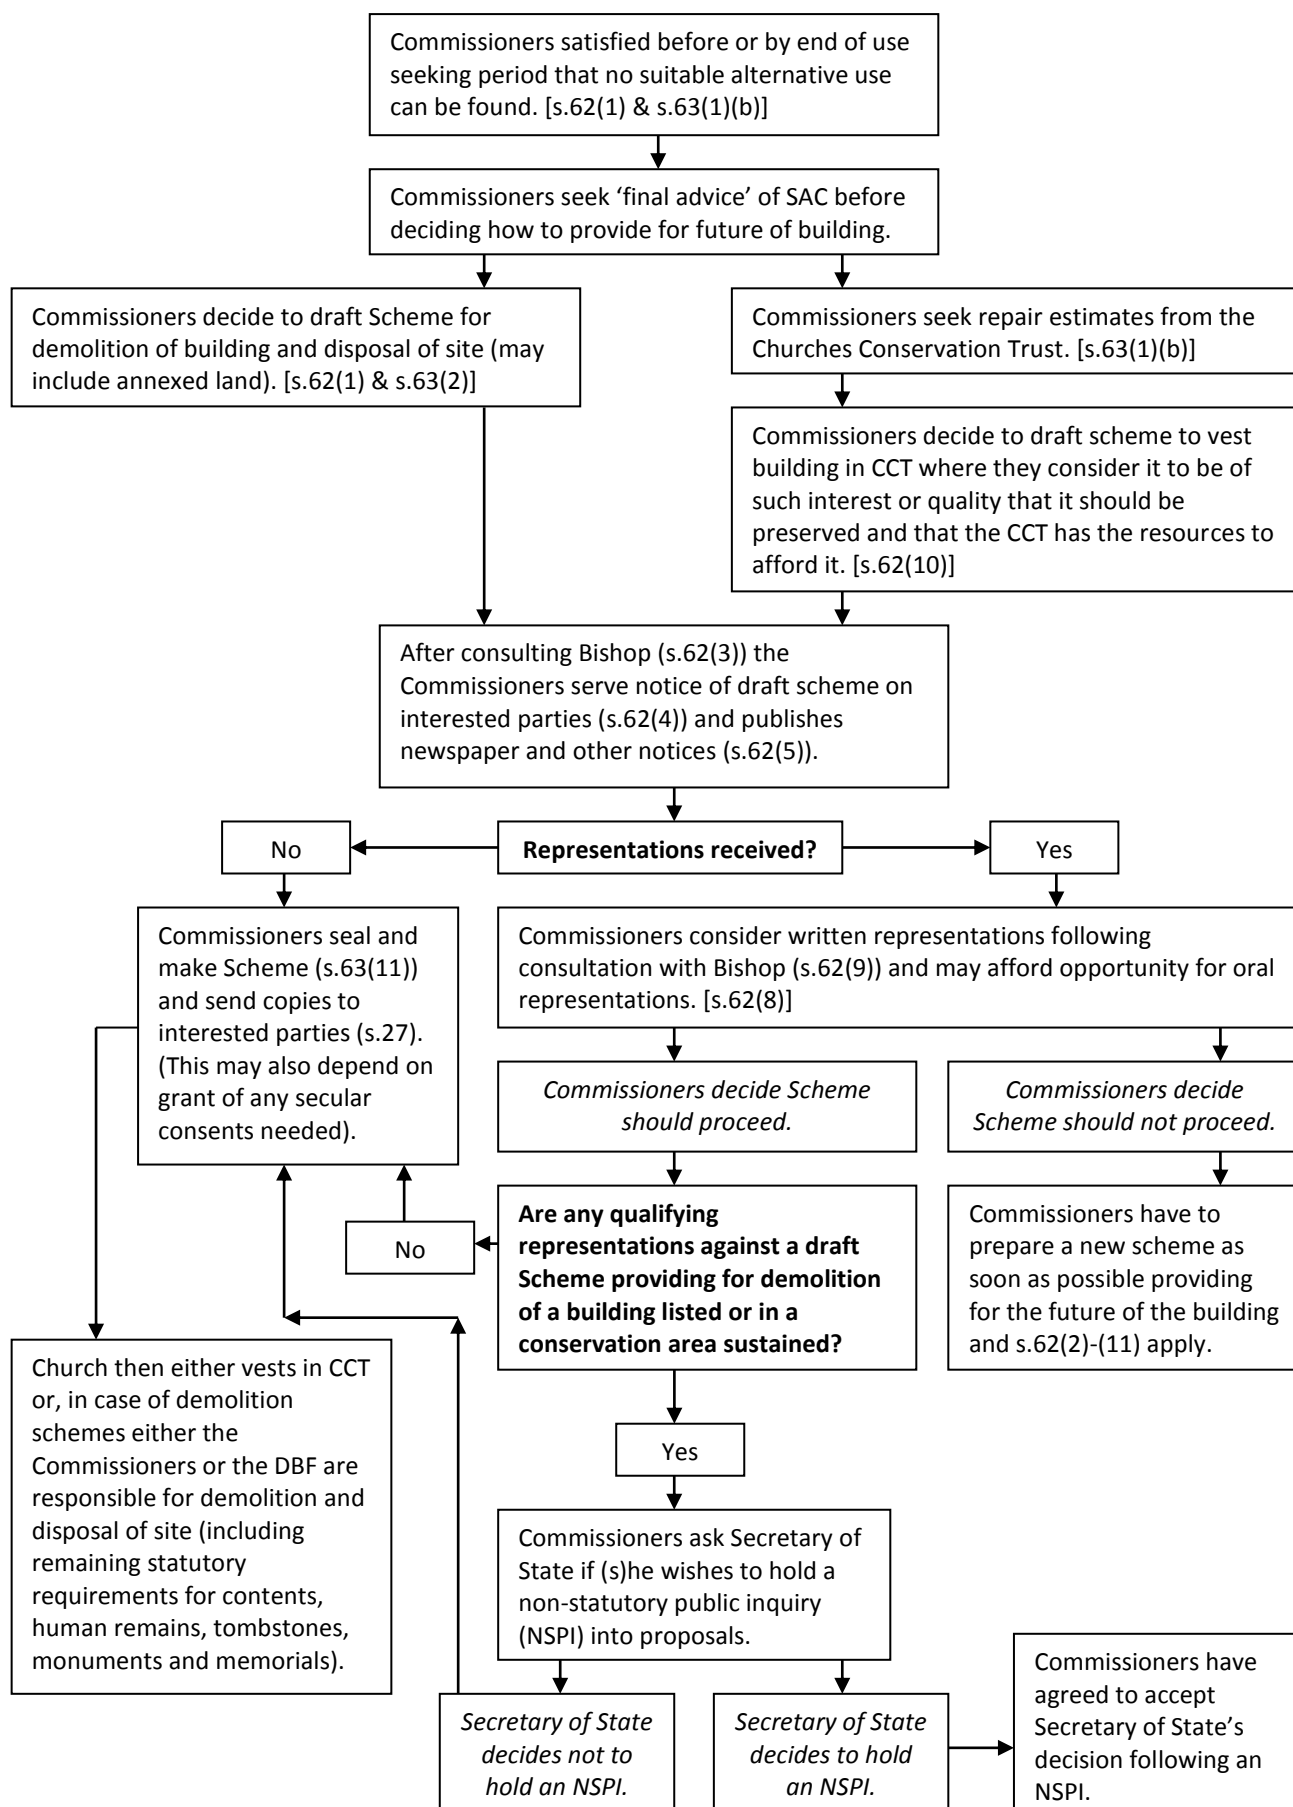 Commissioners satisfied before or by end of use
seeking period that no suitable alternative use
can be found. [s.62(1) & s.63(1)(b)]
Commissioners seek ‘final advice’ of SAC before
deciding how to provide for future of building.
Commissioners decide to draft Scheme for
demolition of building and disposal of site (may
include annexed land). [s.62(1) & s.63(2)]
Commissioners seek repair estimates from the
Churches Conservation Trust. [s.63(1)(b)]
Commissioners decide to draft scheme to vest
building in CCT where they consider it to be of
such interest or quality that it should be
preserved and that the CCT has the resources to
afford it. [s.62(10)]
After consulting Bishop (s.62(3)) the
Commissioners serve notice of draft scheme on
interested parties (s.62(4)) and publishes
newspaper and other notices (s.62(5)).
No
Representations received?
Yes
Commissioners seal and
make Scheme (s.63(11))
and send copies to
interested parties (s.27).
(This may also depend on
grant of any secular
consents needed).
Commissioners consider written representations following
consultation with Bishop (s.62(9)) and may afford opportunity for oral
representations. [s.62(8)]
Commissioners decide Scheme
should proceed.
Commissioners decide
Scheme should not proceed.
No
Are any qualifying
representations against a draft
Scheme providing for demolition
of a building listed or in a
conservation area sustained?
Commissioners have to
prepare a new scheme as
soon as possible providing
for the future of the building
and s.62(2)-(11) apply.
Church then either vests in CCT
or, in case of demolition
schemes either the
Commissioners or the DBF are
responsible for demolition and
disposal of site (including
remaining statutory
requirements for contents,
human remains, tombstones,
monuments and memorials).
Yes
Commissioners ask Secretary of
State if (s)he wishes to hold a
non-statutory public inquiry
(NSPI) into proposals.
Secretary of State
decides not to
hold an NSPI.
Secretary of State
decides to hold
an NSPI.
Commissioners have
agreed to accept
Secretary of State’s
decision following an
NSPI.